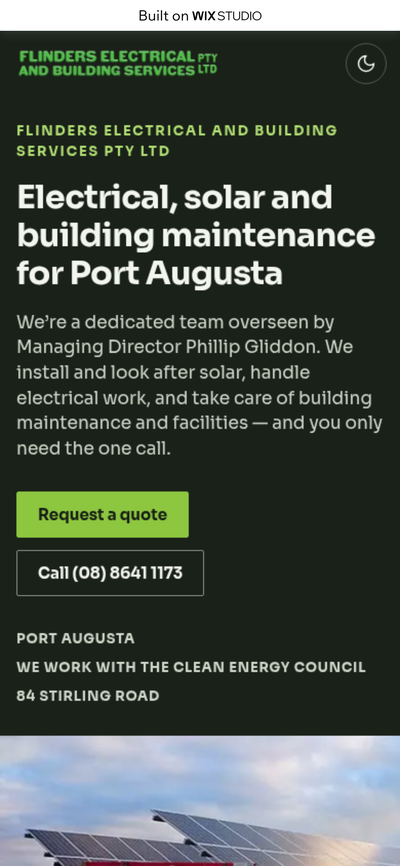 Built on WIX STUDIO
FLINDERS ELECTRICAL PTY
AND BUILDING SERVICES LTD
FLINDERS ELECTRICAL AND BUILDING
SERVICES PTY LTD
Electrical, solar and
building maintenance
for Port Augusta
We’re a dedicated team overseen by
Managing Director Phillip Gliddon. We
install and look after solar, handle
electrical work, and take care of building
maintenance and facilities — and you only
need the one call.
Request a quote
Call (08) 8641 1173
PORT AUGUSTA
WE WORK WITH THE CLEAN ENERGY COUNCIL
84 STIRLING ROAD